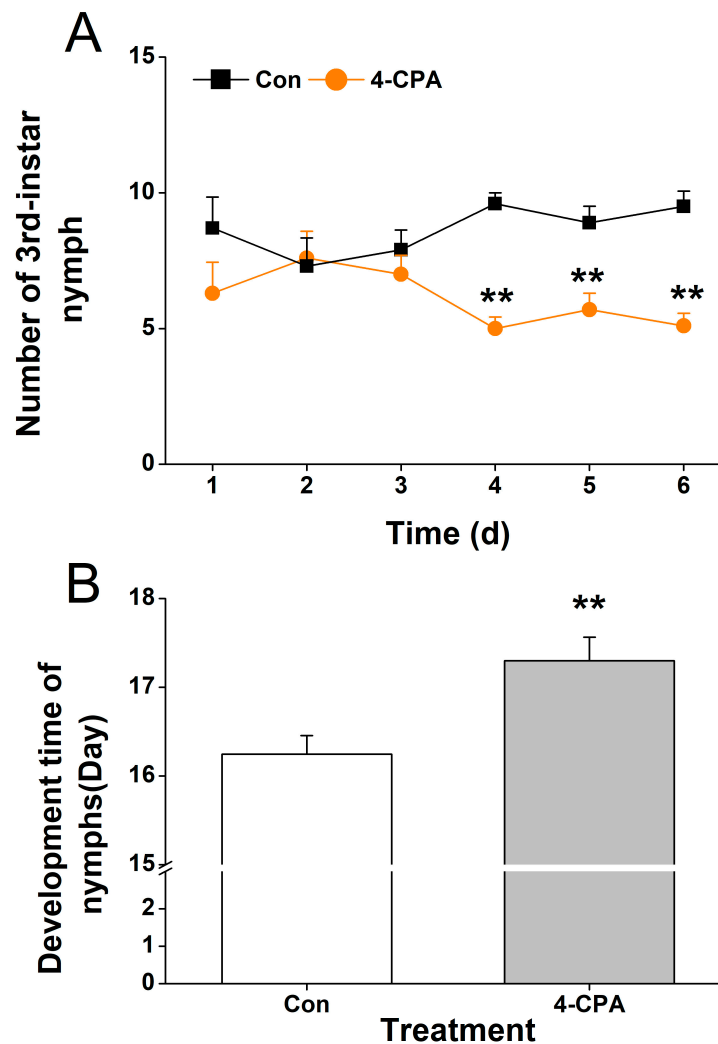 A
15
Con 4-CPA
10
5
0
Number of 3rd-instar
nymph
** ** **
1 2 3 4 5 6
Time (d)
B
18
**
17
16
15
2
1
0
Development time of
nymphs(Day)
Con 4-CPA
Treatment